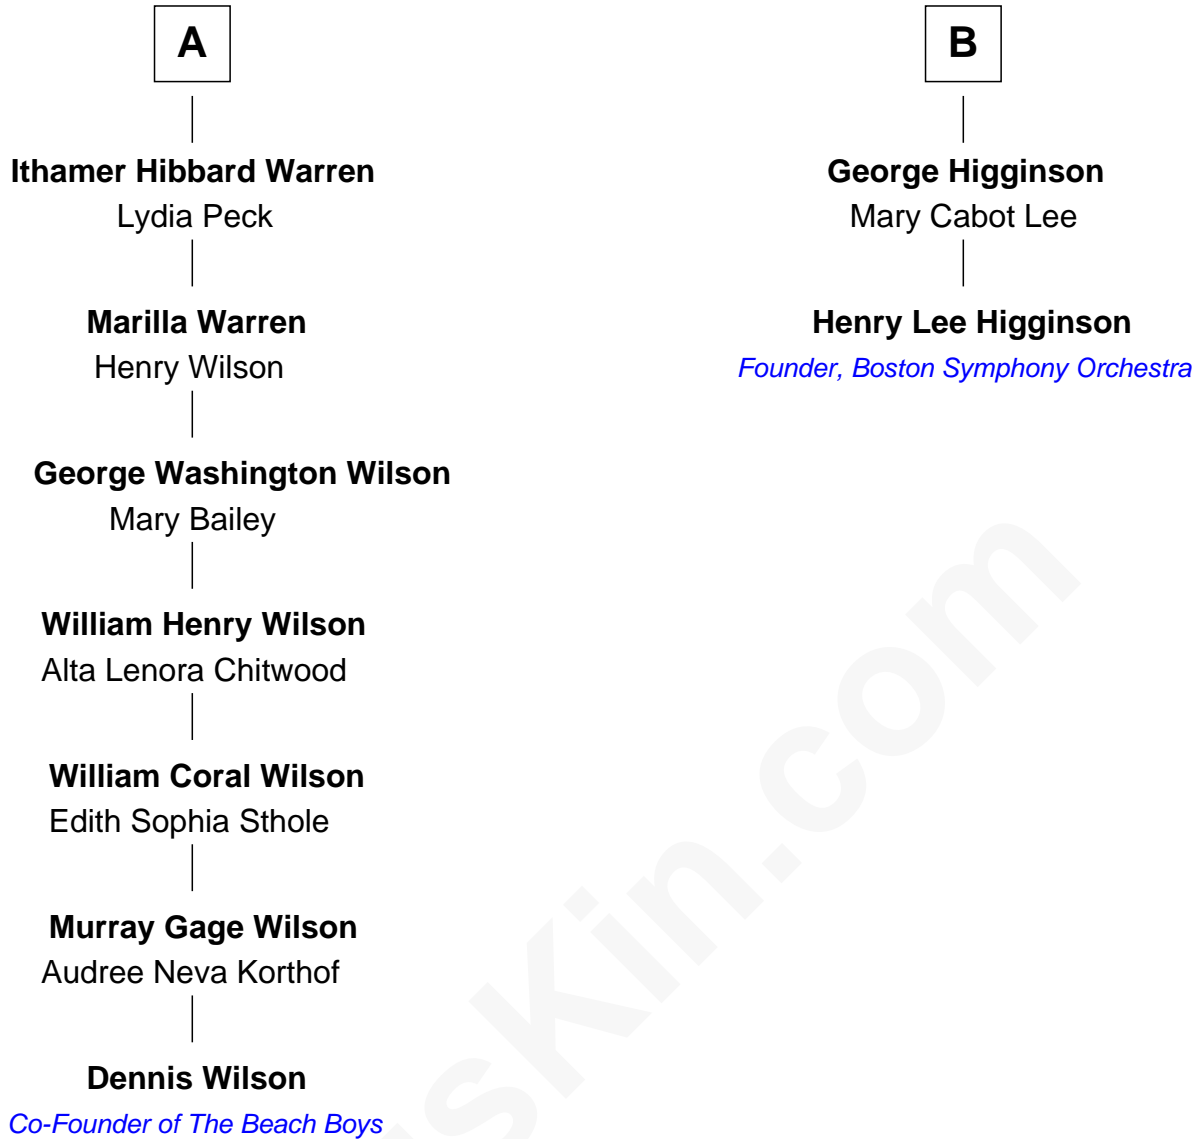 A
Ithamer Hibbard Warren
Lydia Peck
Marilla Warren
Henry Wilson
George Washington Wilson
Mary Bailey
William Henry Wilson
Alta Lenora Chitwood
William Coral Wilson
Edith Sophia Sthole
Murray Gage Wilson
Audree Neva Korthof
Dennis Wilson
Co-Founder of The Beach Boys
B
George Higginson
Mary Cabot Lee
Henry Lee Higginson
Founder, Boston Symphony Orchestra
usKin.com